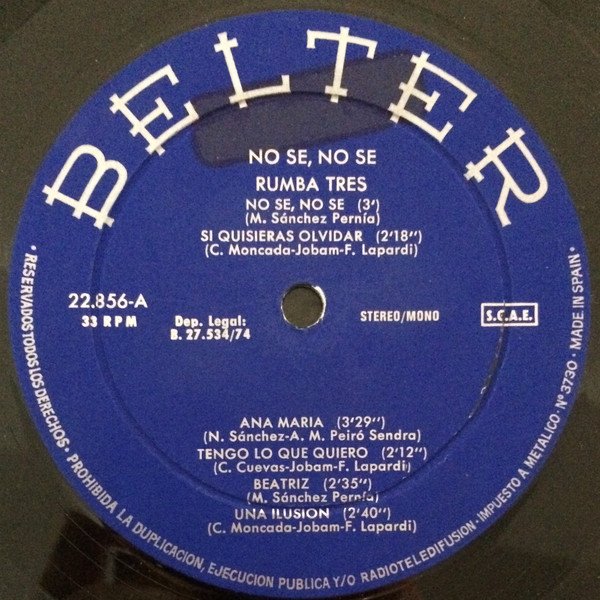 BELTER
NO SE, NO SE
RUMBA TRES
NO SE, NO SE (3')
(M. Sánchez Pernía)
SI QUISIERAS OLVIDAR (2'18'')
(C. Moncada-Jobam-F. Lapardi)
22.856-A
33 RPM
Dep. Legal:
B. 27.534/74
STEREO/MONO
S.C.A.E.
ANA MARIA (3'29'')
(N. Sánchez-A. M. Peiró Sendra)
TENGO LO QUE QUIERO (2'12'')
(C. Cuevas-Jobam-F. Lapardi)
BEATRIZ (2'35'')
(M. Sánchez Pernía)
UNA ILUSION (2'40'')
(C. Moncada-Jobam-F. Lapardi)
· RESERVADOS TODOS LOS DERECHOS · PROHIBIDA LA DUPLICACION, EJECUCION PUBLICA Y/O RADIOTELEDIFUSION · IMPUESTO A METALICO · Nº 3730 · MADE IN SPAIN ·